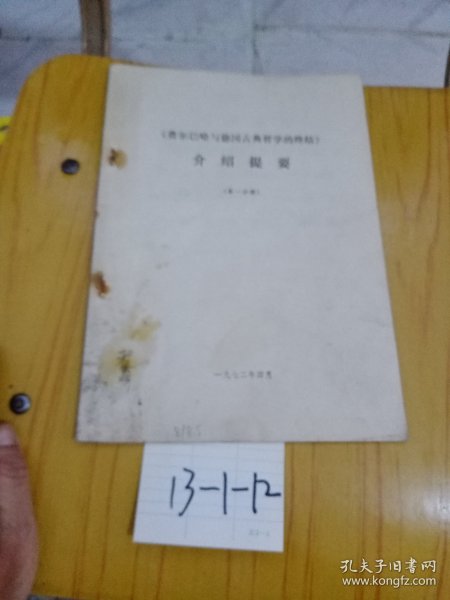 《费尔巴哈与德国古典哲学的终结》
介绍提要
（第一分册）
一九七二年四月
13-1-12
孔夫子旧书网
www.kongfz.com